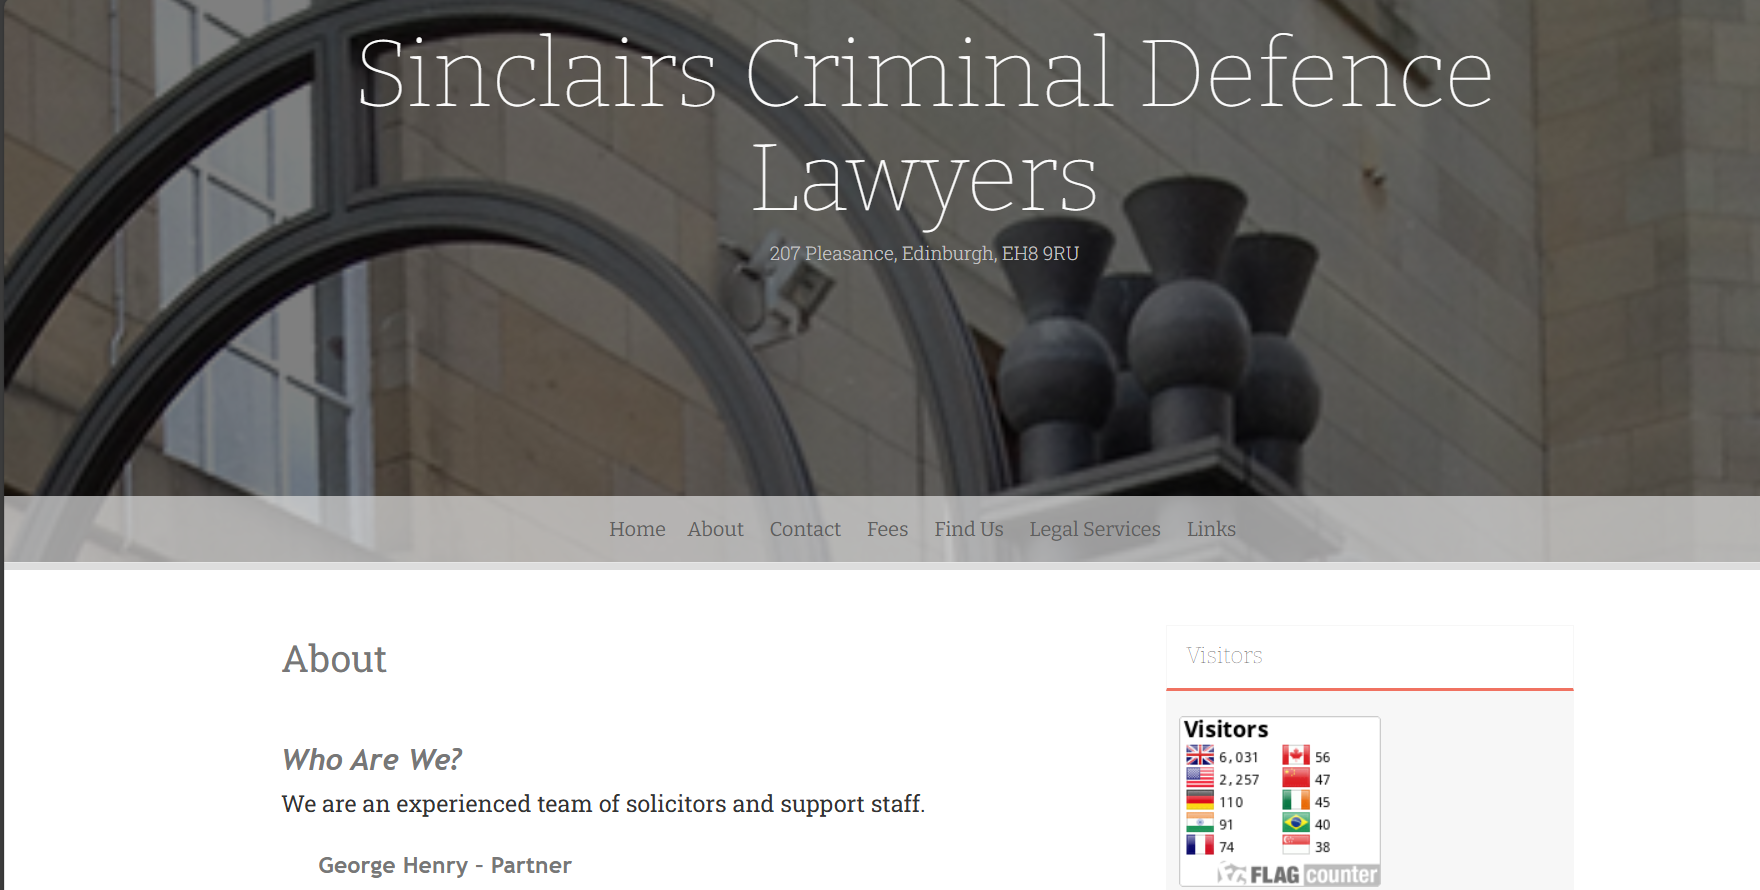 Sinclairs Criminal Defence
Lawyers
207 Pleasance, Edinburgh, EH8 9RU
Home About Contact Fees Find Us Legal Services Links
About
Who Are We?
We are an experienced team of solicitors and support staff.
George Henry – Partner
Visitors
Visitors
6,031 56
2,257 47
110 45
91 40
74 38
FLAG counter